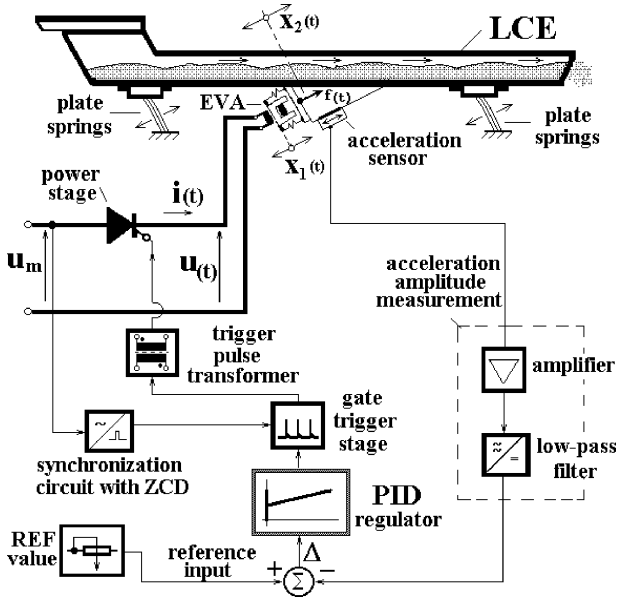 x2(t)
LCE
EVA
f(t)
plate
springs
acceleration
sensor
plate
springs
x1(t)
power
stage
i(t)
um
u(t)
acceleration
amplitude
measurement
trigger
pulse
transformer
amplifier
gate
trigger
stage
~
synchronization
circuit with ZCD
≈
=
low-pass
filter
PID
regulator
REF
value
reference
input
+
Δ
Σ
−